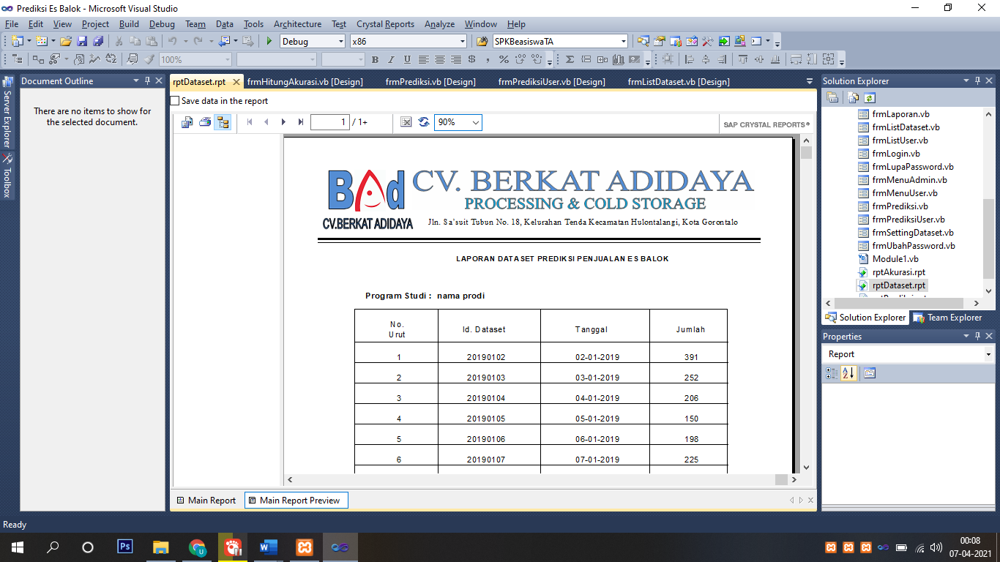 Prediksi Es Balok - Microsoft Visual Studio
File Edit View Project Build Debug Team Data Tools Architecture Test Crystal Reports Analyze Window Help
Debug x86 SPKBeasiswaTA
100% B I U $ , %
Server Explorer
Toolbox
Document Outline
There are no items to show for
the selected document.
rptDataset.rpt frmHitungAkurasi.vb [Design] frmPrediksi.vb [Design] frmPrediksiUser.vb [Design] frmListDataset.vb [Design]
Save data in the report
1 / 1+ 90% SAP CRYSTAL REPORTS®
BAd
CV.BERKAT ADIDAYA
CV. BERKAT ADIDAYA
PROCESSING & COLD STORAGE
Jln. Sa'suit Tubun No. 18, Kelurahan Tenda Kecamatan Hulontalangi, Kota Gorontalo
LAPORAN DATASET PREDIKSI PENJUALAN ES BALOK
Program Studi : nama prodi
No. Urut Id. Dataset Tanggal Jumlah
1 20190102 02-01-2019 391
2 20190103 03-01-2019 252
3 20190104 04-01-2019 206
4 20190105 05-01-2019 150
5 20190106 06-01-2019 198
6 20190107 07-01-2019 225
Main Report Main Report Preview
Solution Explorer
frmLaporan.vb
frmListDataset.vb
frmListUser.vb
frmLogin.vb
frmLupaPassword.vb
frmMenuAdmin.vb
frmMenuUser.vb
frmPrediksi.vb
frmPrediksiUser.vb
frmSettingDataset.vb
frmUbahPassword.vb
Module1.vb
rptAkurasi.rpt
rptDataset.rpt
Solution Explorer Team Explorer
Properties
Report
Ready
Ps
00:08
07-04-2021